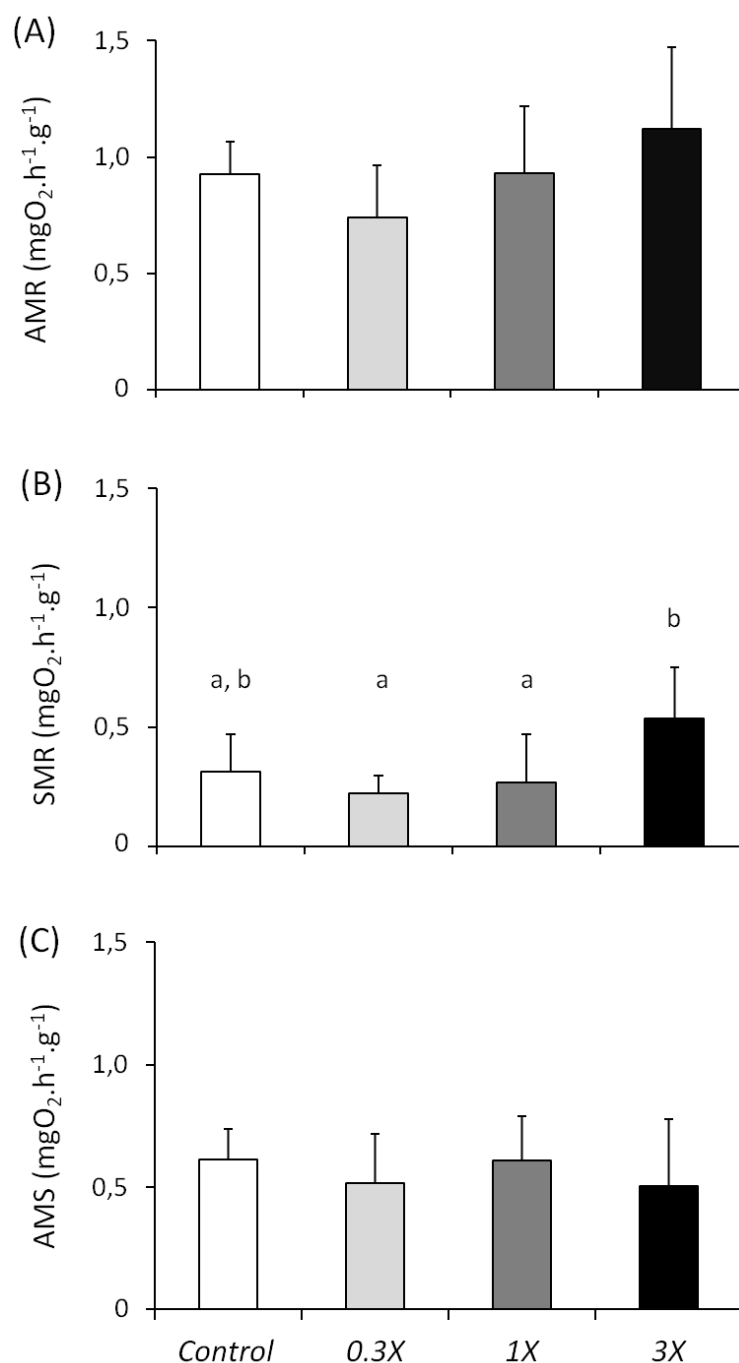 (A)
AMR (mgO₂.h⁻¹.g⁻¹)
1,5
1,0
0,5
0
(B)
SMR (mgO₂.h⁻¹.g⁻¹)
1,5
1,0
0,5
0
a, b
a
a
b
(C)
AMS (mgO₂.h⁻¹.g⁻¹)
1,5
1,0
0,5
0
Control 0.3X 1X 3X